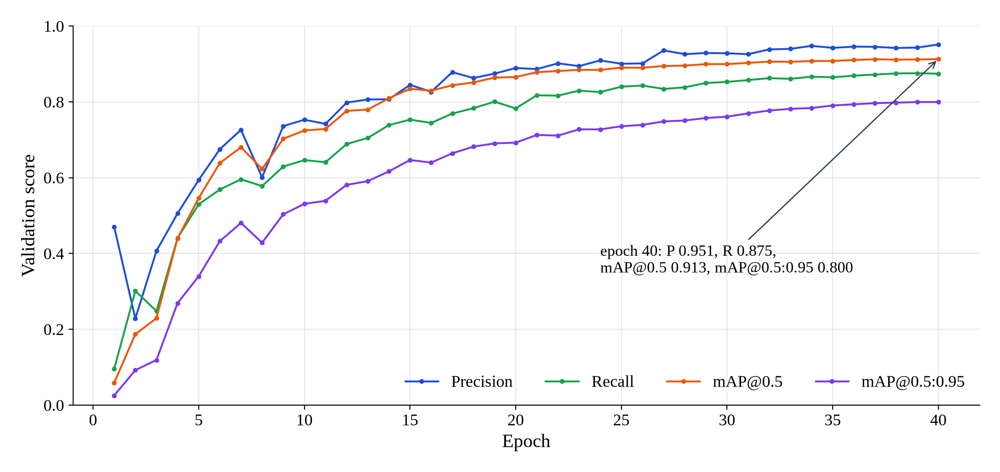 1.0
0.8
0.6
0.4
0.2
0.0
Validation score
epoch 40: P 0.951, R 0.875,
mAP@0.5 0.913, mAP@0.5:0.95 0.800
Precision Recall mAP@0.5 mAP@0.5:0.95
0 5 10 15 20 25 30 35 40
Epoch